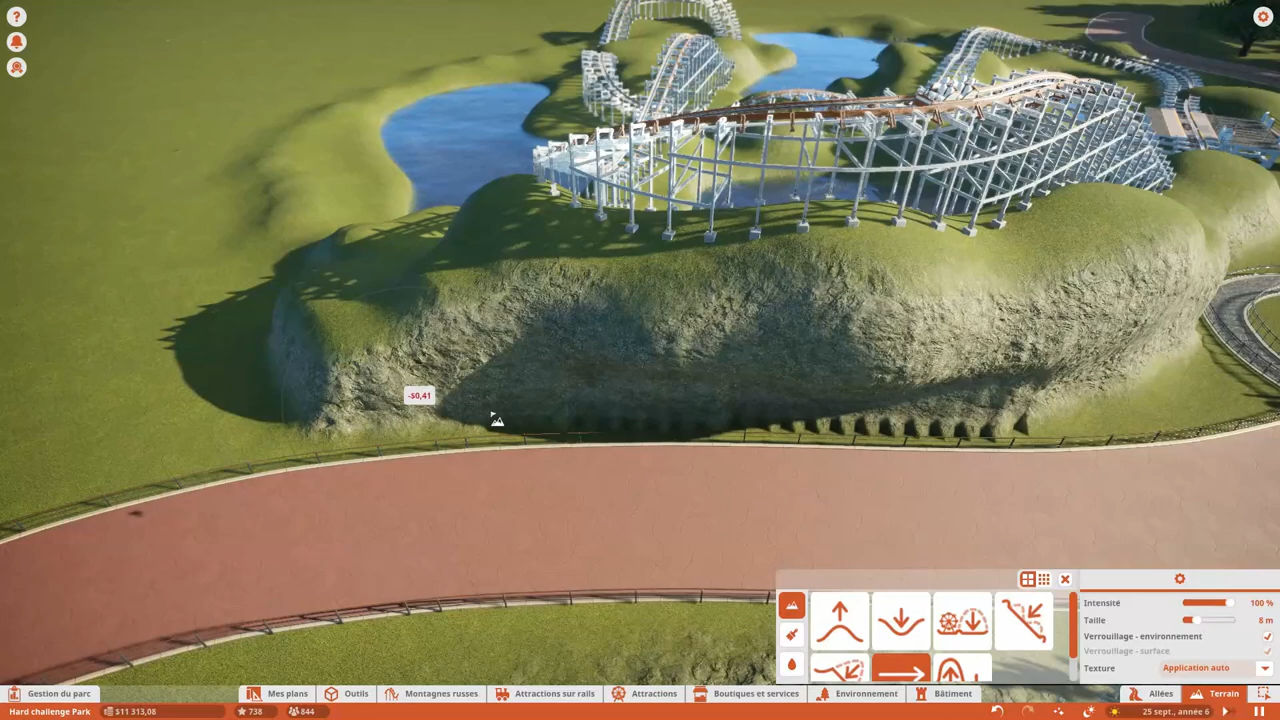 -$0,41
Intensité 100 %
Taille 8 m
Verrouillage - environnement
Verrouillage - surface
Texture Application auto
Gestion du parc Mes plans Outils Montagnes russes Attractions sur rails Attractions Boutiques et services Environnement Bâtiment Allées Terrain
Hard challenge Park $11 313,08 738 844 25 sept., année 6